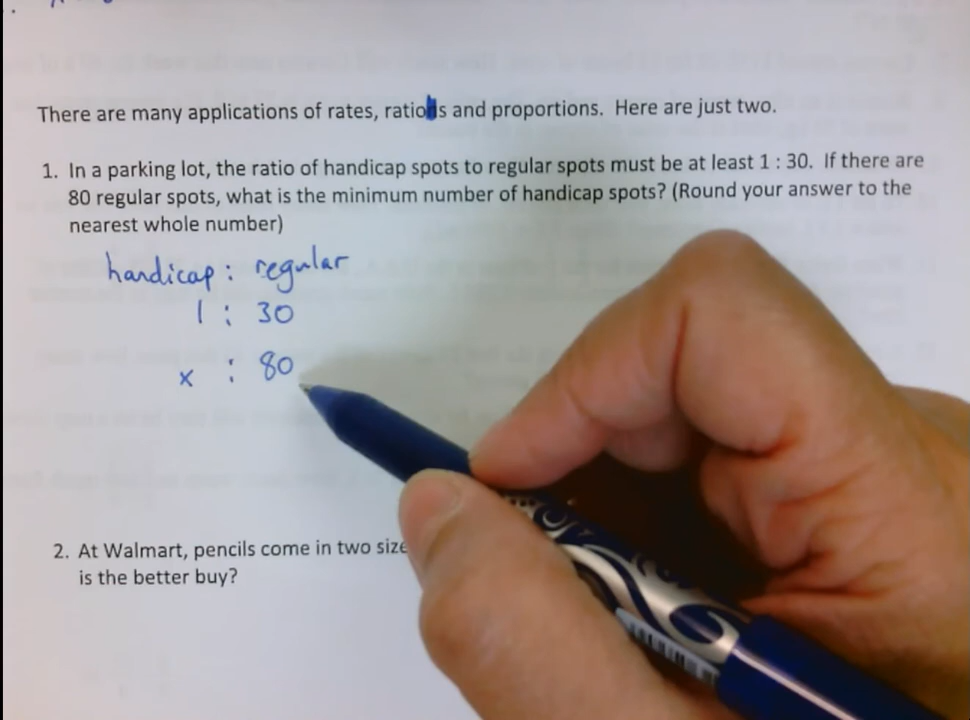 There are many applications of rates, ratios and proportions. Here are just two.
1. In a parking lot, the ratio of handicap spots to regular spots must be at least 1 : 30. If there are
80 regular spots, what is the minimum number of handicap spots? (Round your answer to the
nearest whole number)
handicap : regular
1 : 30
x : 80
2. At Walmart, pencils come in two size
is the better buy?